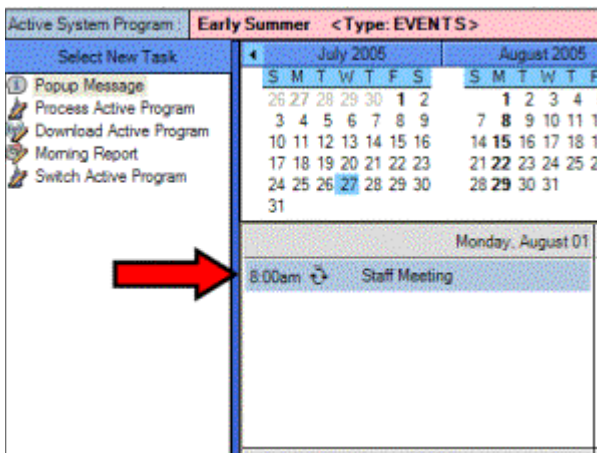 Active System Program : Early Summer <Type: EVENTS>
Select New Task
Popup Message
Process Active Program
Download Active Program
Morning Report
Switch Active Program
July 2005
S M T W T F S
26 27 28 29 30 1 2
3 4 5 6 7 8 9
10 11 12 13 14 15 16
17 18 19 20 21 22 23
24 25 26 27 28 29 30
31
August 2005
S M T W T F
1 2 3 4
7 8 9 10 11
14 15 16 17 18
21 22 23 24 25
28 29 30 31
Monday, August 01
8:00am Staff Meeting